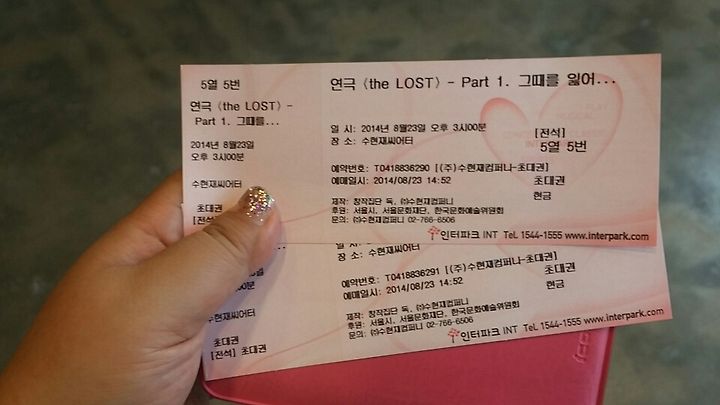 5열 5번
연극 〈the LOST〉 -
Part 1. 그때를...
2014년 8월23일
오후 3시00분
수현재씨어터
초대권
[전석]
연극 〈the LOST〉 - Part 1. 그때를 잃어...
일 시: 2014년 8월23일 오후 3시00분
장 소: 수현재씨어터
[전석]
5열 5번
예약번호: T0418836290 [(주)수현재컴퍼니-초대권]
예매일시: 2014/08/23 14:52
초대권
현금
제작: 창작집단 독, ㈜수현재컴퍼니
후원: 서울시, 서울문화재단, 한국문화예술위원회
문의: ㈜수현재컴퍼니 02-766-6506
인터파크 INT TeL 1544-1555 www.interpark.com
수현재씨어터
초대권
[전석] 초대권
장 소: 수현재씨어터
예약번호: T0418836291 [(주)수현재컴퍼니-초대권]
예매일시: 2014/08/23 14:52
초대권
현금
제작: 창작집단 독, ㈜수현재컴퍼니
후원: 서울시, 서울문화재단, 한국문화예술위원회
문의: ㈜수현재컴퍼니 02-766-6506
인터파크 INT TeL 1544-1555 www.interpark.com